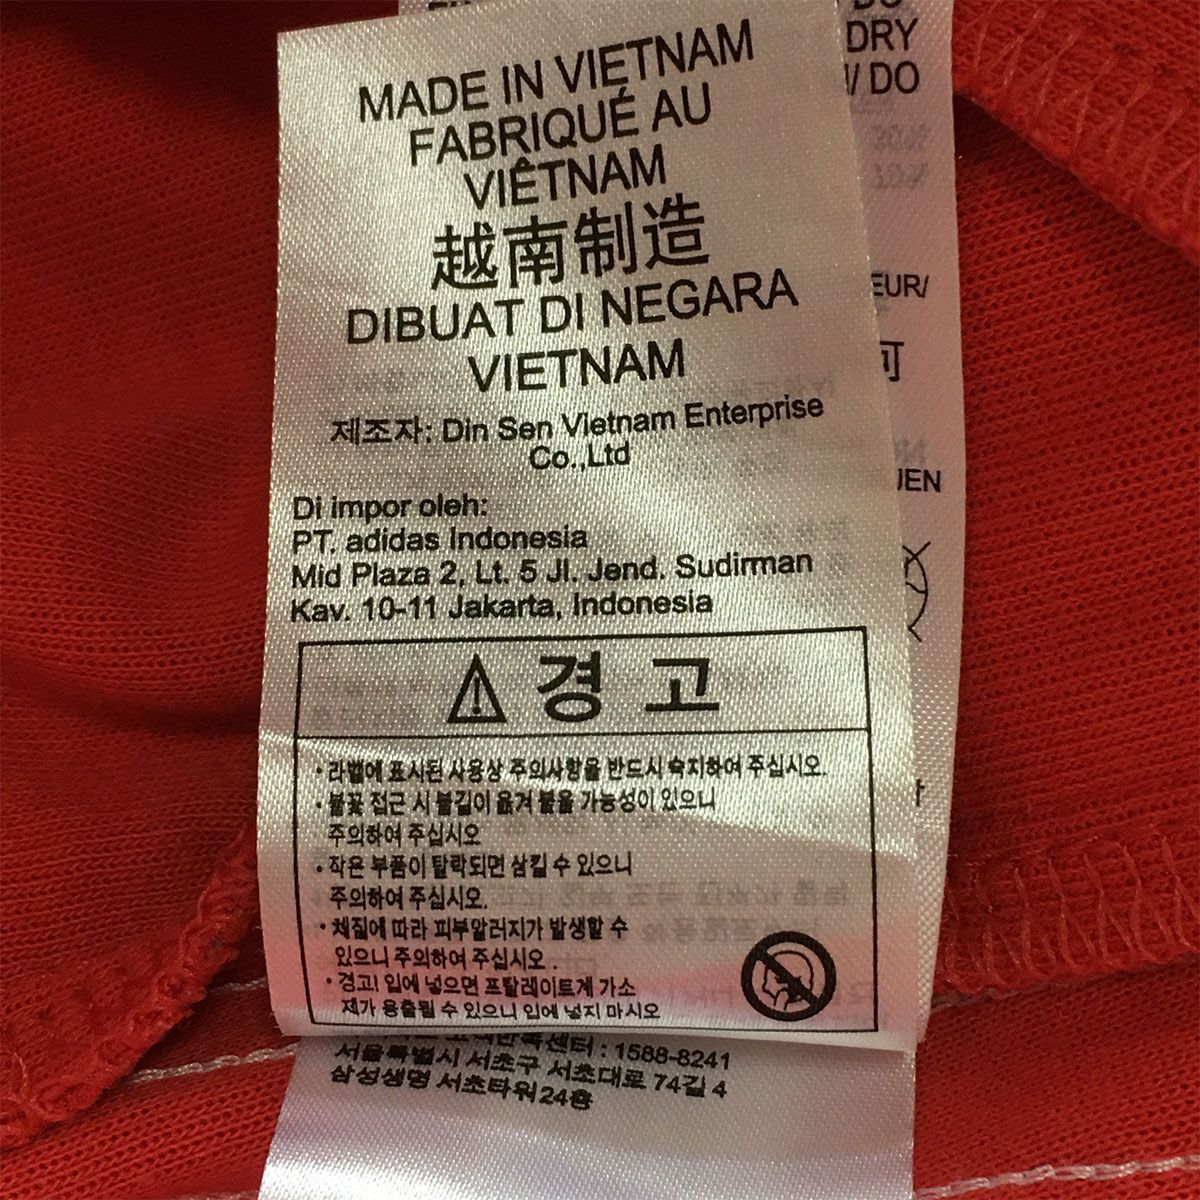 MADE IN VIETNAM
FABRIQUÉ AU
VIÊTNAM
越南制造
DIBUAT DI NEGARA
VIETNAM
제조자: Din Sen Vietnam Enterprise
Co.,Ltd
Di impor oleh:
PT. adidas Indonesia
Mid Plaza 2, Lt. 5 Jl. Jend. Sudirman
Kav. 10-11 Jakarta, Indonesia
경고
·라벨에 표시된 사용상 주의사항을 반드시 숙지하여 주십시오.
·불꽃 접근 시 불길이 옮겨 붙을 가능성이 있으니
주의하여 주십시오
·작은 부품이 탈락되면 삼킬 수 있으니
주의하여 주십시오.
·체질에 따라 피부알러지가 발생할 수
있으니 주의하여 주십시오.
·경고! 입에 넣으면 프탈레이트계 가소
제가 용출될 수 있으니 입에 넣지 마시오
: 1588-8241
서울특별시 서초구 서초대로 74길 4
삼성생명 서초타워24층
DRY
/ DO
EUR/
可